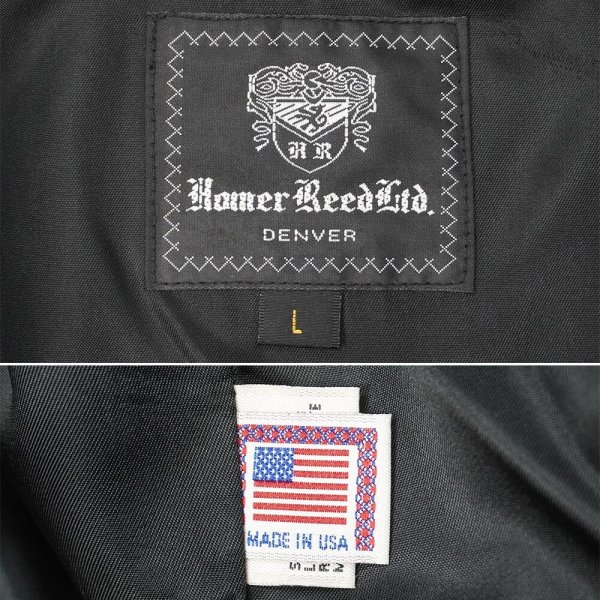 HR
Homer Reed Ltd.
DENVER
L
MADE IN USA